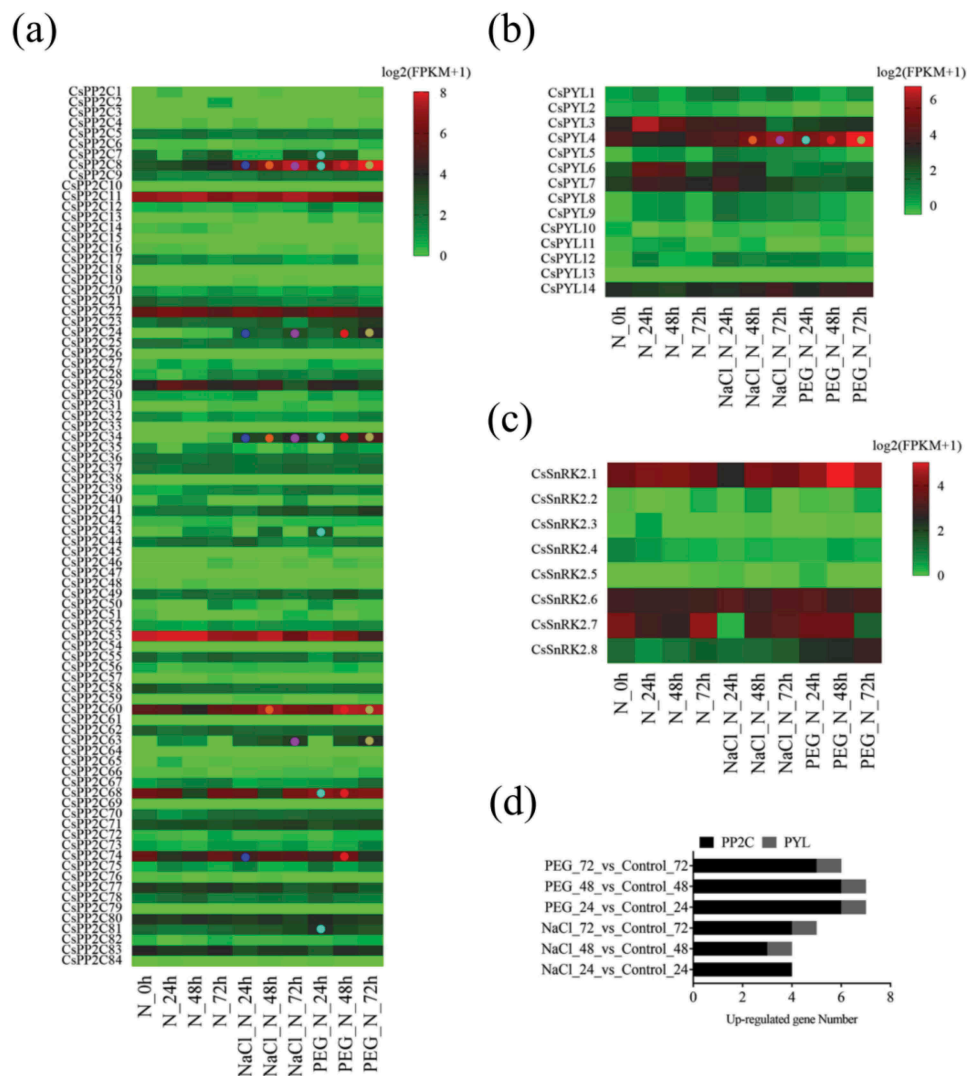 (a)
log2(FPKM+1)
8
6
4
2
0
CsPP2C1
CsPP2C2
CsPP2C3
CsPP2C4
CsPP2C5
CsPP2C6
CsPP2C7
CsPP2C8
CsPP2C9
CsPP2C10
CsPP2C11
CsPP2C12
CsPP2C13
CsPP2C14
CsPP2C15
CsPP2C16
CsPP2C17
CsPP2C18
CsPP2C19
CsPP2C20
CsPP2C21
CsPP2C22
CsPP2C23
CsPP2C24
CsPP2C25
CsPP2C26
CsPP2C27
CsPP2C28
CsPP2C29
CsPP2C30
CsPP2C31
CsPP2C32
CsPP2C33
CsPP2C34
CsPP2C35
CsPP2C36
CsPP2C37
CsPP2C38
CsPP2C39
CsPP2C40
CsPP2C41
CsPP2C42
CsPP2C43
CsPP2C44
CsPP2C45
CsPP2C46
CsPP2C47
CsPP2C48
CsPP2C49
CsPP2C50
CsPP2C51
CsPP2C52
CsPP2C53
CsPP2C54
CsPP2C55
CsPP2C56
CsPP2C57
CsPP2C58
CsPP2C59
CsPP2C60
CsPP2C61
CsPP2C62
CsPP2C63
CsPP2C64
CsPP2C65
CsPP2C66
CsPP2C67
CsPP2C68
CsPP2C69
CsPP2C70
CsPP2C71
CsPP2C72
CsPP2C73
CsPP2C74
CsPP2C75
CsPP2C76
CsPP2C77
CsPP2C78
CsPP2C79
CsPP2C80
CsPP2C81
CsPP2C82
CsPP2C83
CsPP2C84
N_0h
N_24h
N_48h
N_72h
NaCl_N_24h
NaCl_N_48h
NaCl_N_72h
PEG_N_24h
PEG_N_48h
PEG_N_72h
(b)
log2(FPKM+1)
6
4
2
0
CsPYL1
CsPYL2
CsPYL3
CsPYL4
CsPYL5
CsPYL6
CsPYL7
CsPYL8
CsPYL9
CsPYL10
CsPYL11
CsPYL12
CsPYL13
CsPYL14
N_0h
N_24h
N_48h
N_72h
NaCl_N_24h
NaCl_N_48h
NaCl_N_72h
PEG_N_24h
PEG_N_48h
PEG_N_72h
(c)
log2(FPKM+1)
4
2
0
CsSnRK2.1
CsSnRK2.2
CsSnRK2.3
CsSnRK2.4
CsSnRK2.5
CsSnRK2.6
CsSnRK2.7
CsSnRK2.8
N_0h
N_24h
N_48h
N_72h
NaCl_N_24h
NaCl_N_48h
NaCl_N_72h
PEG_N_24h
PEG_N_48h
PEG_N_72h
(d)
PP2C PYL
PEG_72_vs_Control_72
PEG_48_vs_Control_48
PEG_24_vs_Control_24
NaCl_72_vs_Control_72
NaCl_48_vs_Control_48
NaCl_24_vs_Control_24
0 2 4 6 8
Up-regulated gene Number